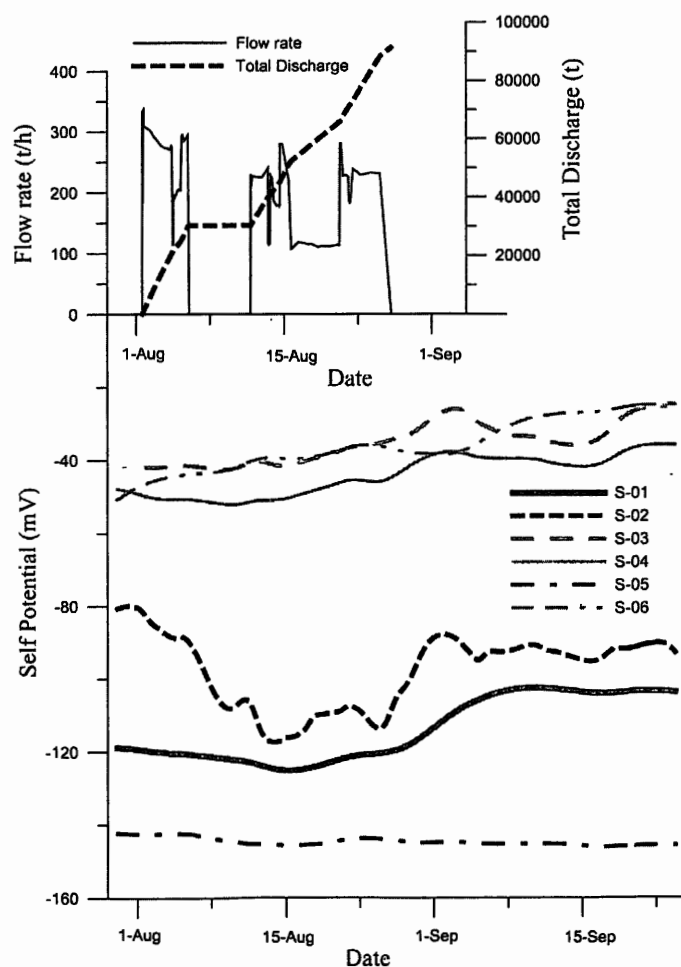 Flow rate
Total Discharge
400
300
200
100
0
Flow rate (t/h)
100000
80000
60000
40000
20000
0
Total Discharge (t)
1-Aug
15-Aug
1-Sep
Date
-40
-80
-120
-160
Self Potential (mV)
S-01
S-02
S-03
S-04
S-05
S-06
1-Aug
15-Aug
1-Sep
15-Sep
Date